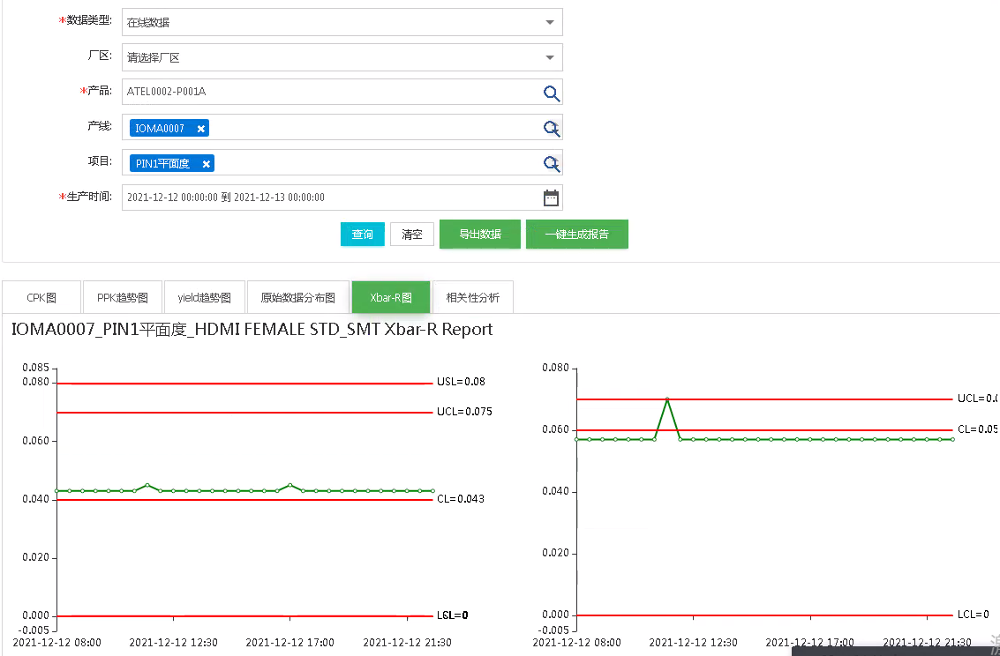 *数据类型: 在线数据
厂区: 请选择厂区
*产品: ATEL0002-P001A
产线: IOMA0007 ×
项目: PIN1平面度 ×
*生产时间: 2021-12-12 00:00:00 到 2021-12-13 00:00:00
查询 清空 导出数据 一键生成报告
CPK图 PPK趋势图 yield趋势图 原始数据分布图 Xbar-R图 相关性分析
IOMA0007_PIN1平面度_HDMI FEMALE STD_SMT Xbar-R Report
0.085
0.080
USL=0.08
UCL=0.075
0.060
0.040
CL=0.043
0.020
0.000
LCL=0
-0.005
2021-12-12 08:00 2021-12-12 12:30 2021-12-12 17:00 2021-12-12 21:30
0.080
UCL=0.0
0.060
CL=0.05
0.040
0.020
0.000
LCL=0
-0.005
2021-12-12 08:00 2021-12-12 12:30 2021-12-12 17:00 2021-12-12 21:30